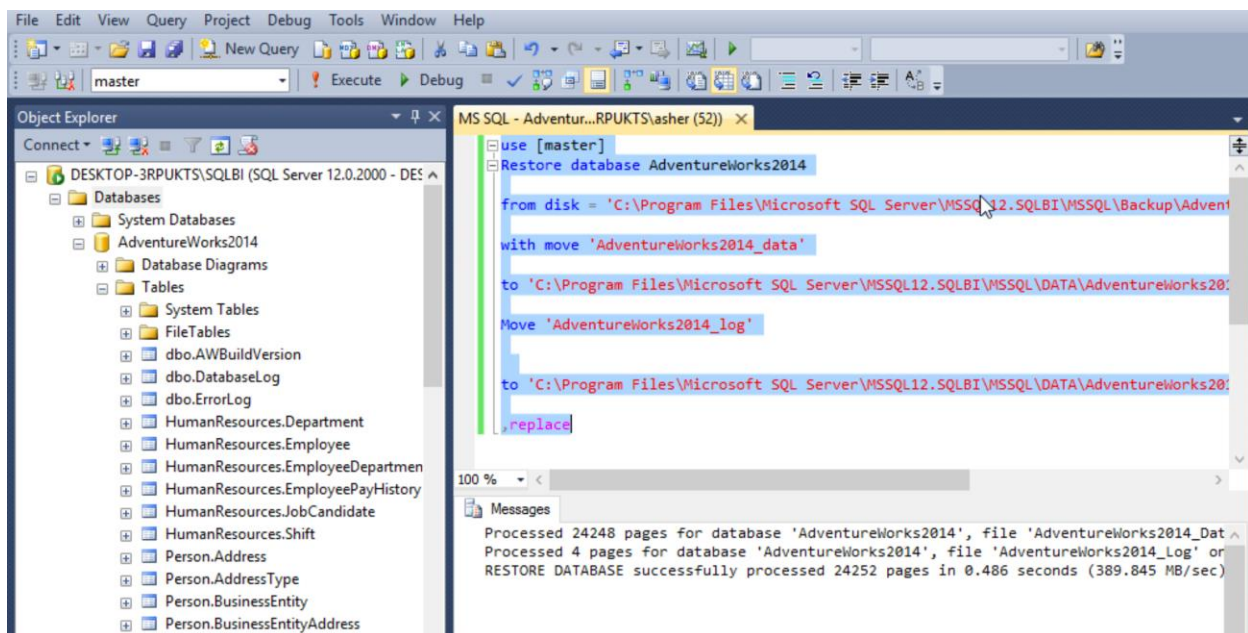 File Edit View Query Project Debug Tools Window Help
New Query
master
Execute Debug
Object Explorer
MS SQL - Adventur...RPUKTS\asher (52))
Connect
DESKTOP-3RPUKTS\SQLBI (SQL Server 12.0.2000 - DES
Databases
System Databases
AdventureWorks2014
Database Diagrams
Tables
System Tables
FileTables
dbo.AWBuildVersion
dbo.DatabaseLog
dbo.ErrorLog
HumanResources.Department
HumanResources.Employee
HumanResources.EmployeeDepartmen
HumanResources.EmployeePayHistory
HumanResources.JobCandidate
HumanResources.Shift
Person.Address
Person.AddressType
Person.BusinessEntity
Person.BusinessEntityAddress
use [master]
Restore database AdventureWorks2014
from disk = 'C:\Program Files\Microsoft SQL Server\MSSQL12.SQLBI\MSSQL\Backup\Advent
with move 'AdventureWorks2014_data'
to 'C:\Program Files\Microsoft SQL Server\MSSQL12.SQLBI\MSSQL\DATA\AdventureWorks201
Move 'AdventureWorks2014_log'
to 'C:\Program Files\Microsoft SQL Server\MSSQL12.SQLBI\MSSQL\DATA\AdventureWorks201
,replace
100 %
Messages
Processed 24248 pages for database 'AdventureWorks2014', file 'AdventureWorks2014_Dat
Processed 4 pages for database 'AdventureWorks2014', file 'AdventureWorks2014_Log' or
RESTORE DATABASE successfully processed 24252 pages in 0.486 seconds (389.845 MB/sec)